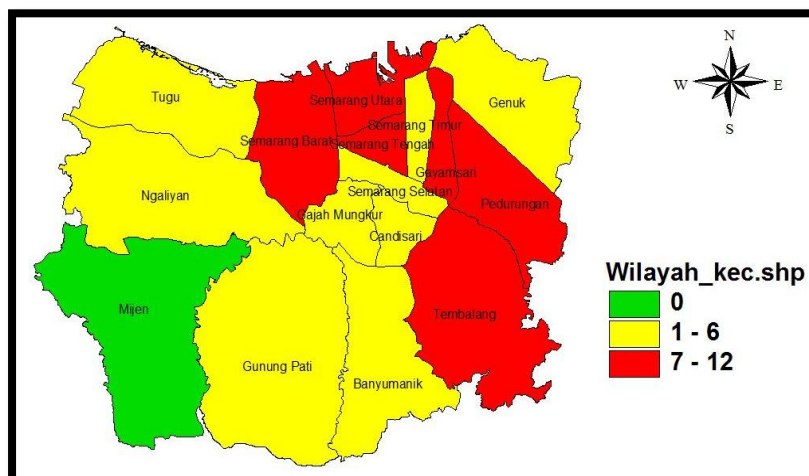 N
W E
S
Tugu
Genuk
Semarang Utara
Semarang Timur
Semarang Barat
Semarang Tengah
Gayamsari
Ngaliyan
Semarang Selatan
Pedurungan
Gajah Mungkur
Candisari
Mijen
Tembalang
Gunung Pati
Banyumanik
Wilayah_kec.shp
0
1 - 6
7 - 12